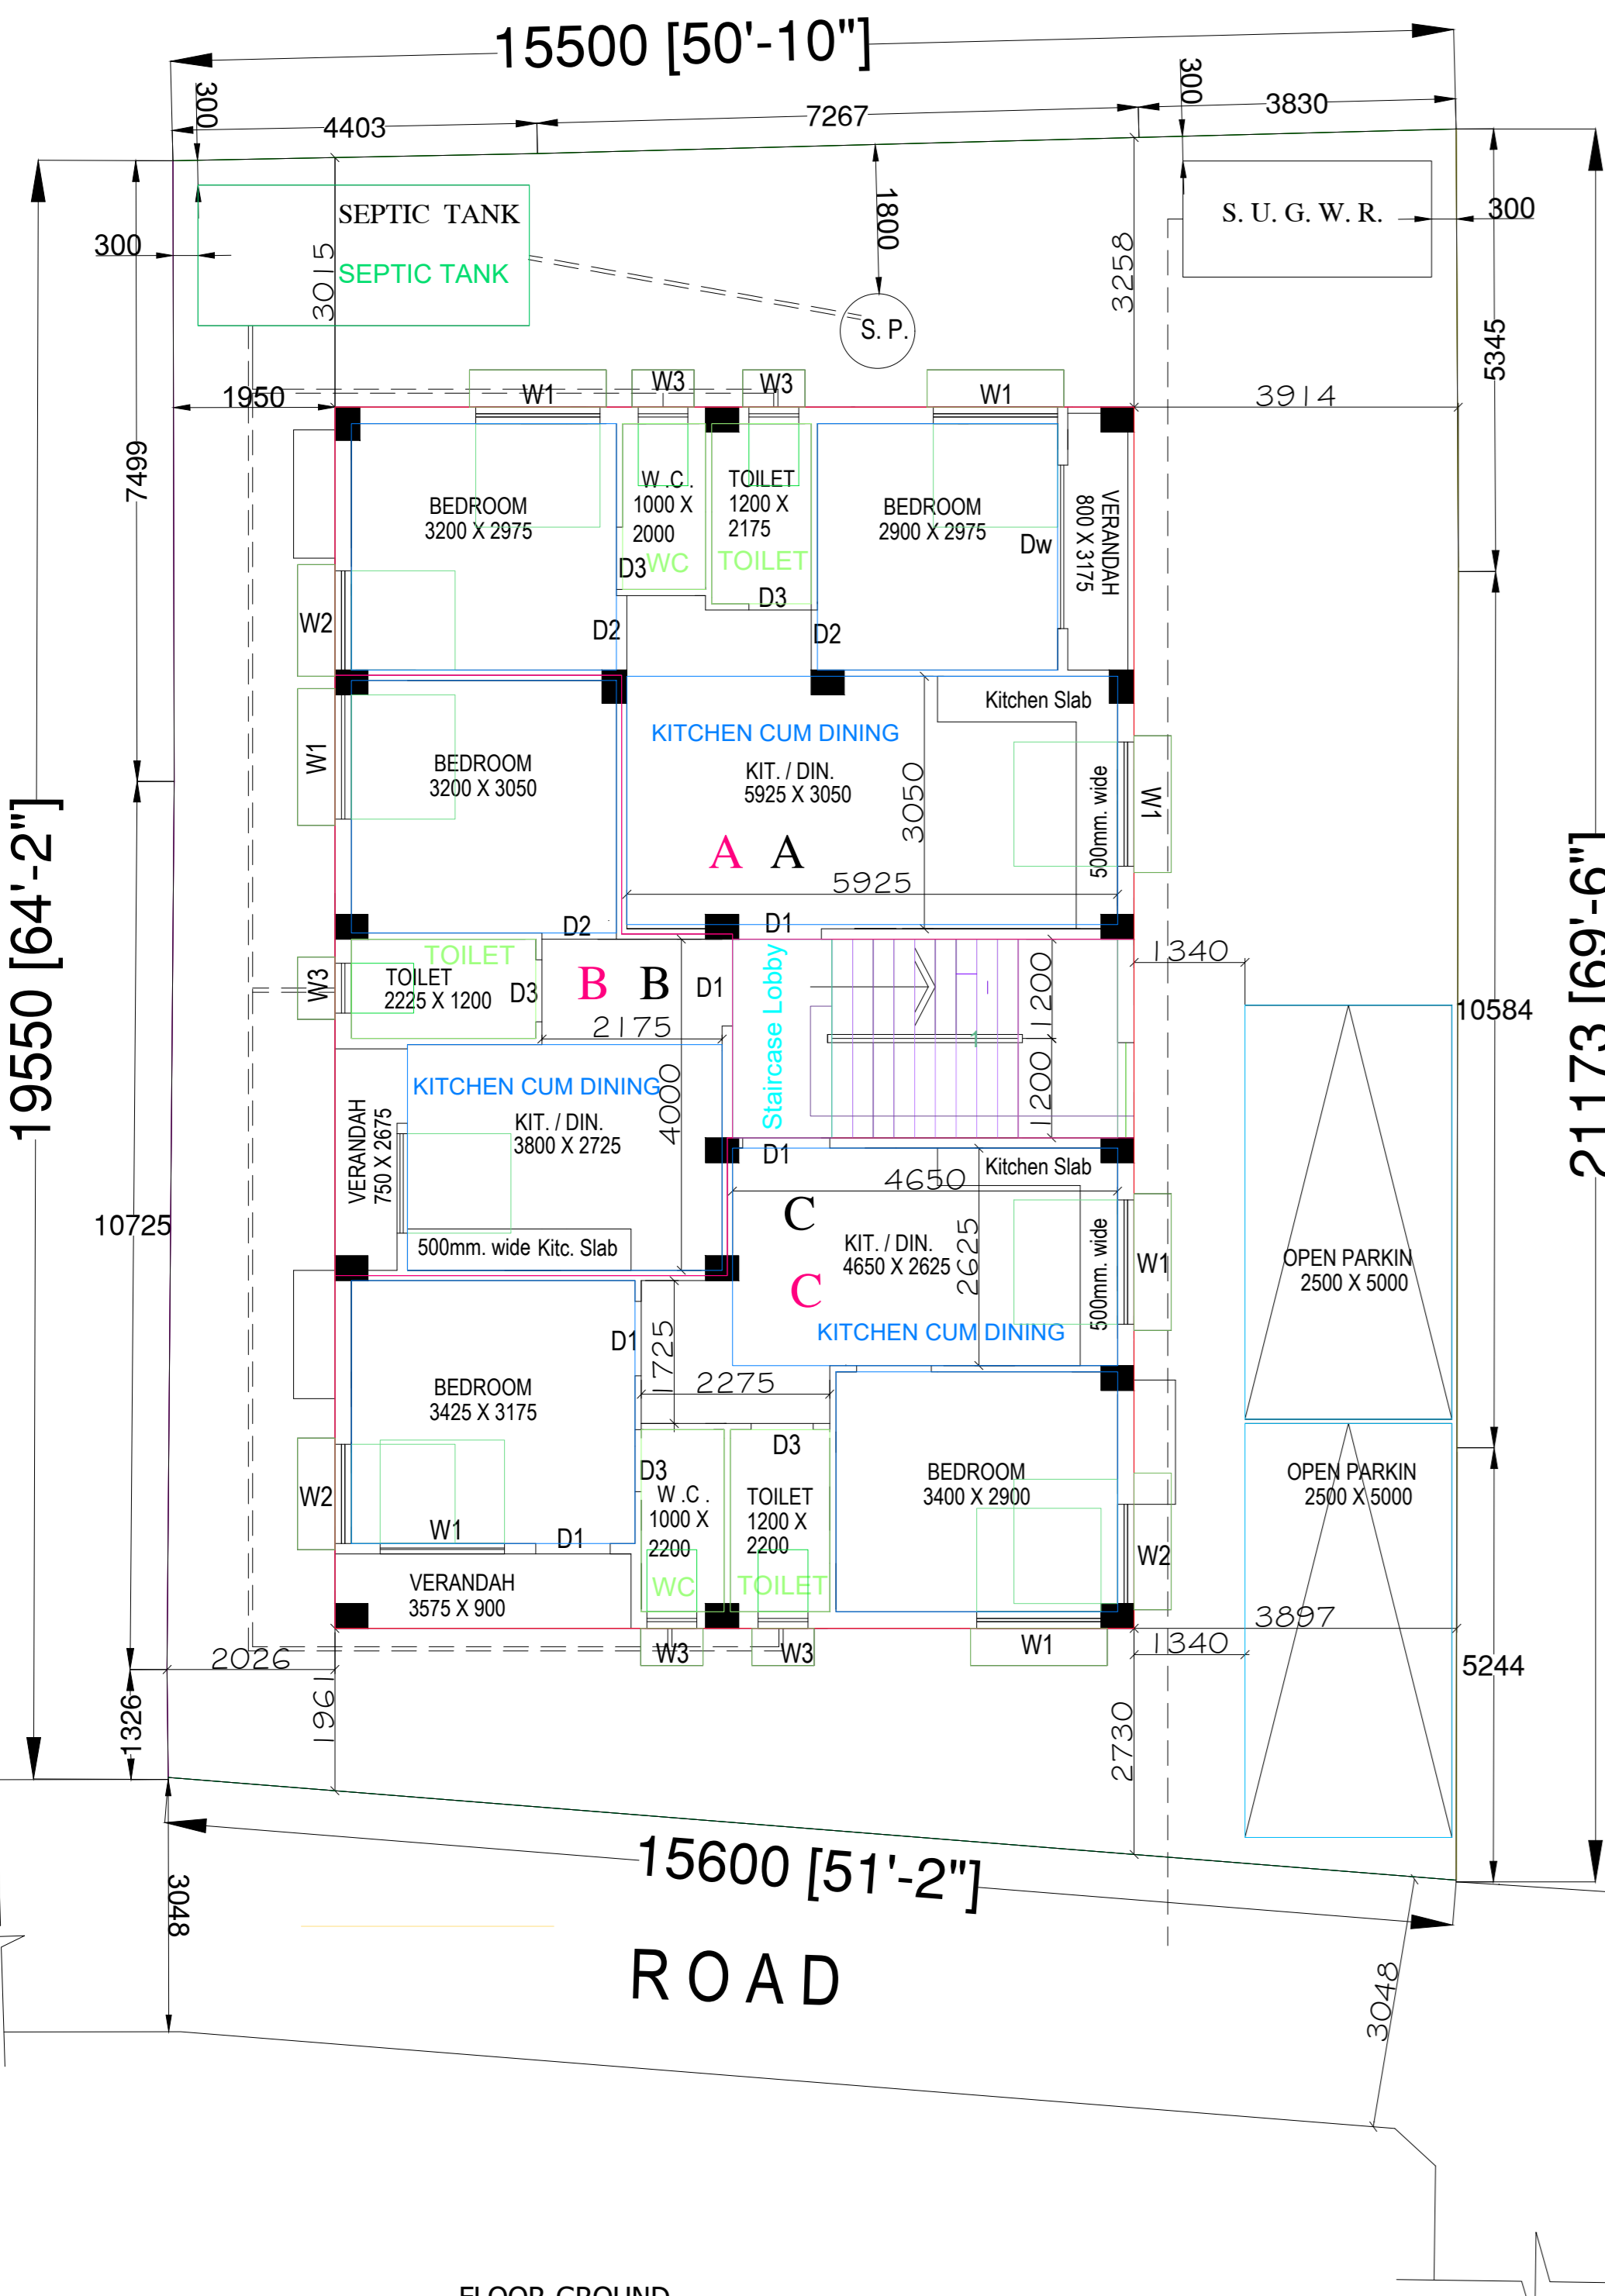 15500 [50'-10"]
300
4403
7267
300
3830
SEPTIC TANK
SEPTIC TANK
300
3015
1800
3258
S. U. G. W. R.
300
S. P.
5345
1950
W1
W3
W3
W1
3914
7499
BEDROOM
3200 X 2975
W .C .
1000 X
2000
WC
TOILET
1200 X
2175
TOILET
BEDROOM
2900 X 2975
Dw
VERANDAH
800 X 3175
D3
D3
W2
D2
D2
Kitchen Slab
KITCHEN CUM DINING
KIT. / DIN.
5925 X 3050
3050
500mm. wide
W1
W1
BEDROOM
3200 X 3050
A A
5925
19550 [64'-2"]
21173 [69'-6"]
D2
D1
TOILET
TOILET
2225 X 1200
W3
D3
B B
D1
2175
Staircase Lobby
1
1200
1200
1340
10584
KITCHEN CUM DINING
KIT. / DIN.
3800 X 2725
4000
VERANDAH
750 X 2675
500mm. wide Kitc. Slab
D1
Kitchen Slab
4650
C
KIT. / DIN.
4650 X 2625
2625
C
KITCHEN CUM DINING
500mm. wide
W1
10725
OPEN PARKIN
2500 X 5000
D1
1725
2275
BEDROOM
3425 X 3175
D3
D3
W .C .
1000 X
2200
WC
TOILET
1200 X
2200
TOILET
BEDROOM
3400 X 2900
OPEN PARKIN
2500 X 5000
W2
W1
D1
W2
VERANDAH
3575 X 900
3897
W3
W3
W1
1340
2026
1961
1326
5244
2730
15600 [51'-2"]
3048
ROAD
3048
FLOOR GROUND